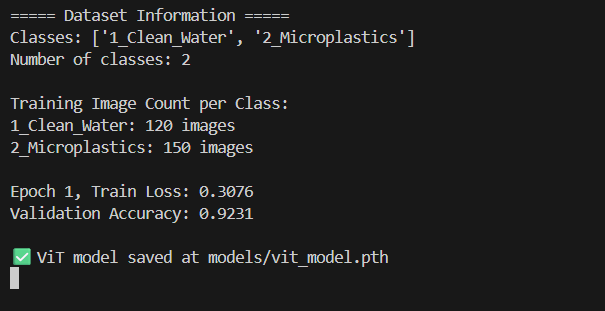 ===== Dataset Information =====
Classes: ['1_Clean_Water', '2_Microplastics']
Number of classes: 2
Training Image Count per Class:
1_Clean_Water: 120 images
2_Microplastics: 150 images
Epoch 1, Train Loss: 0.3076
Validation Accuracy: 0.9231
✅ ViT model saved at models/vit_model.pth